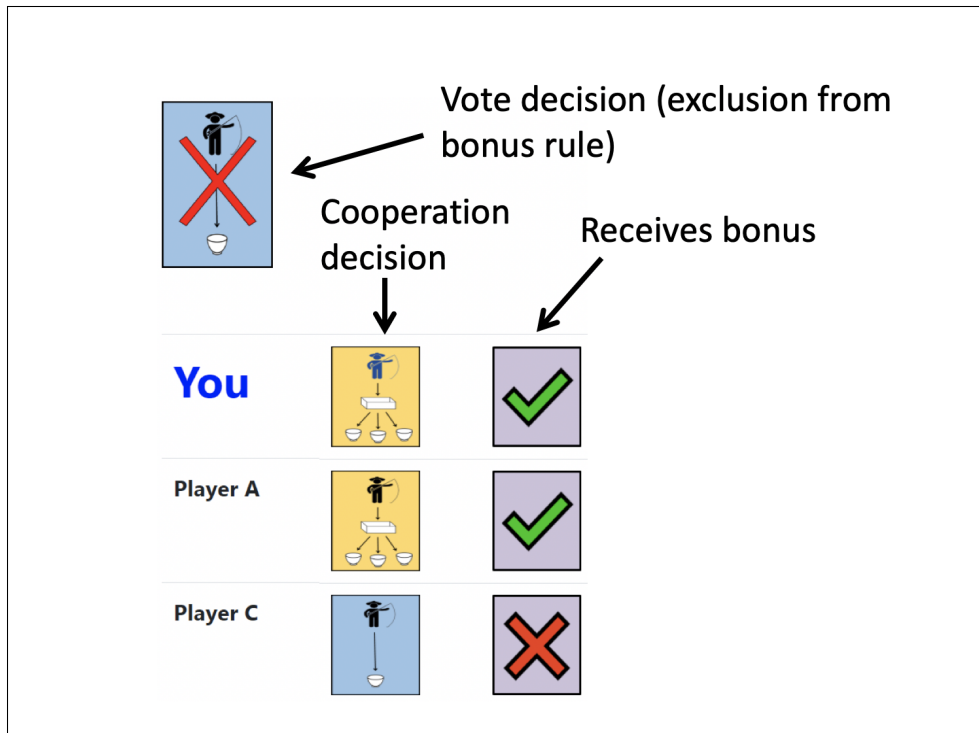 Vote decision (exclusion from
bonus rule)
Cooperation
decision
Receives bonus
You
Player A
Player C